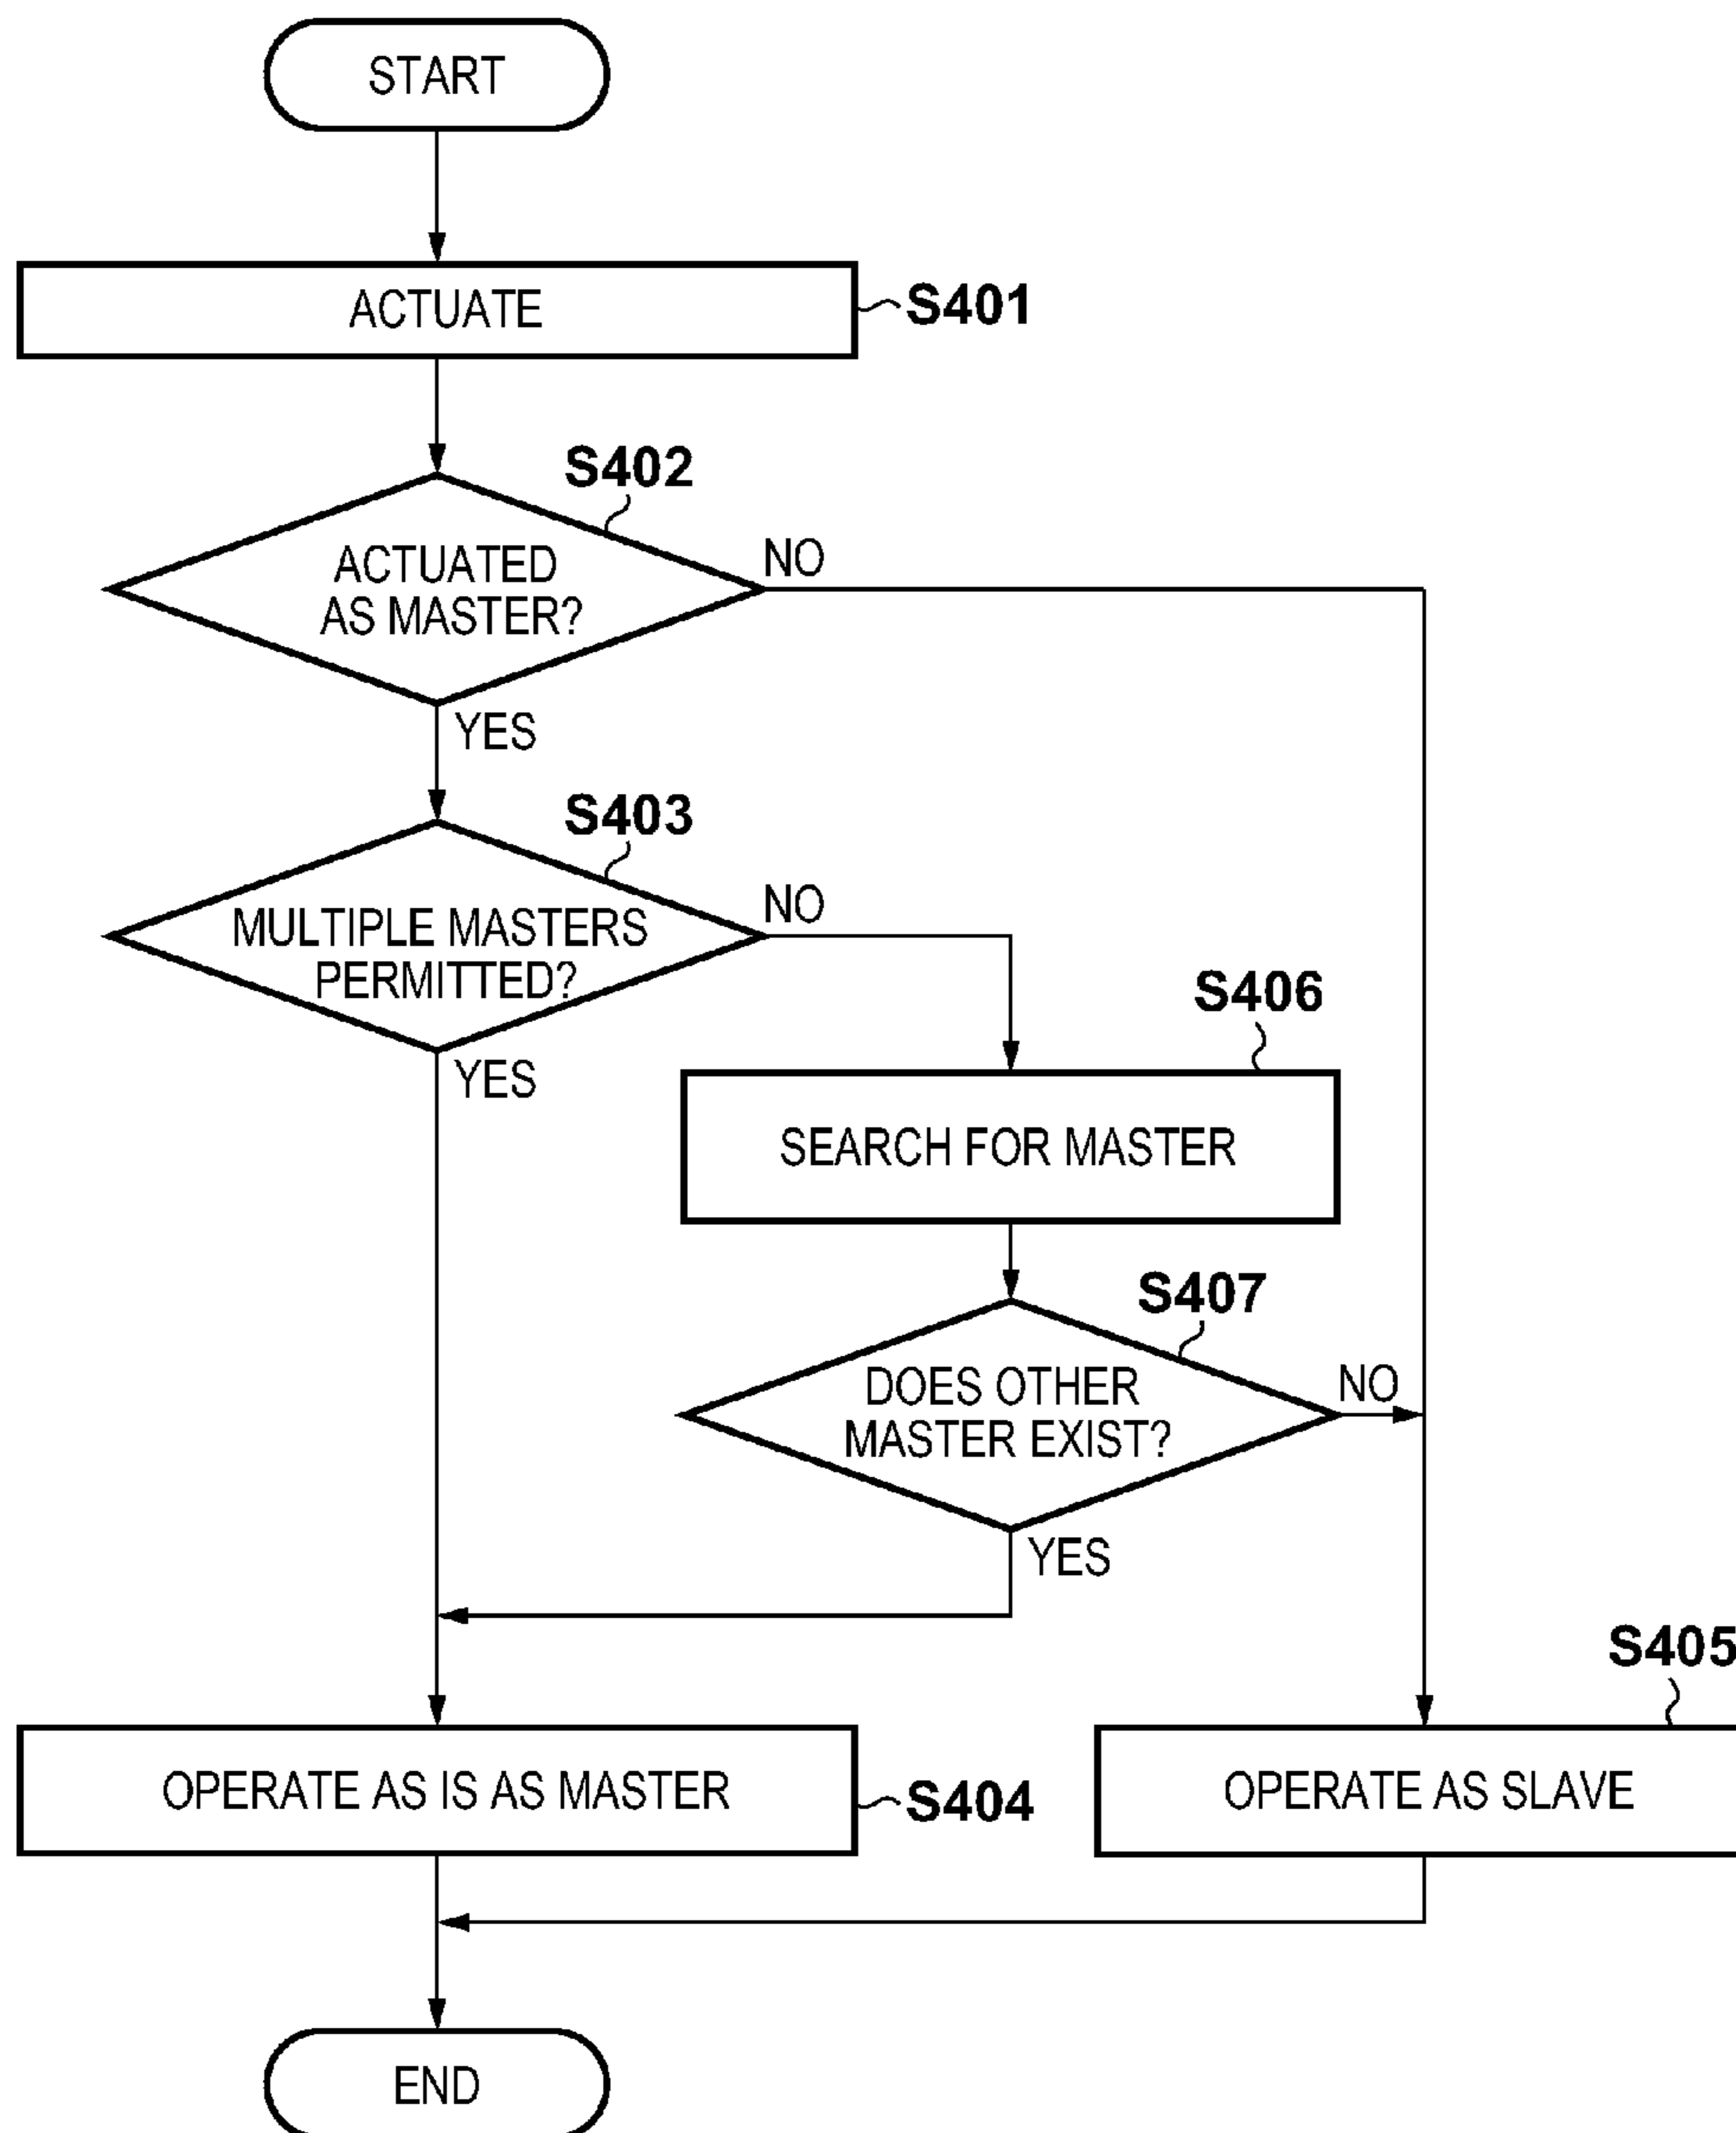 START
ACTUATE
S401
S402
ACTUATED
AS MASTER?
NO
YES
S403
MULTIPLE MASTERS
PERMITTED?
NO
YES
S406
SEARCH FOR MASTER
S407
DOES OTHER
MASTER EXIST?
NO
YES
S405
OPERATE AS IS AS MASTER
S404
OPERATE AS SLAVE
END